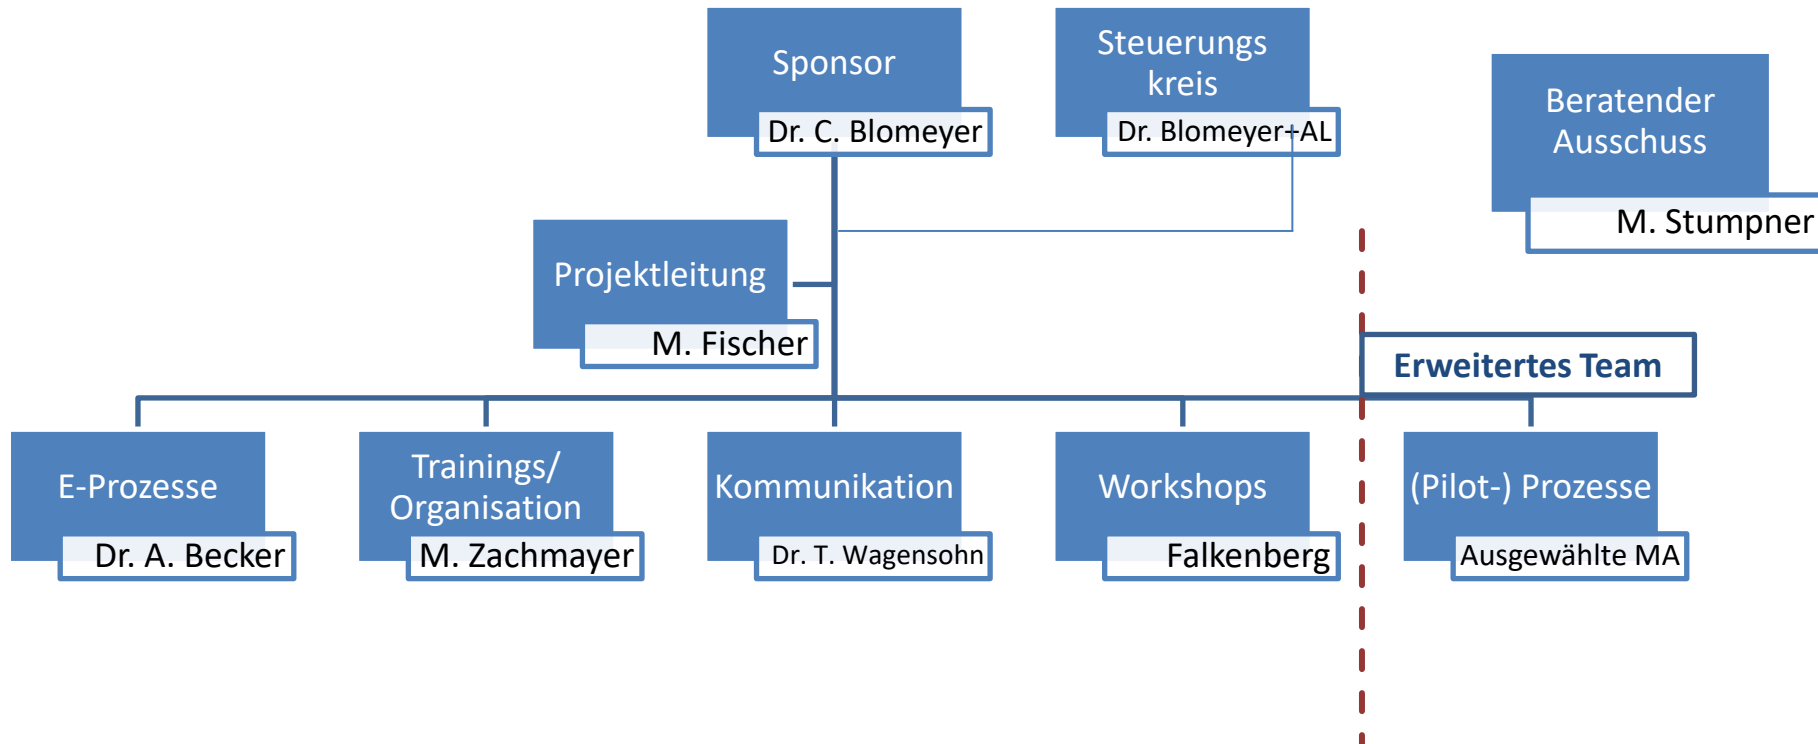 Sponsor
Dr. C. Blomeyer
Steuerungs
kreis
Dr. Blomeyer+AL
Beratender
Ausschuss
M. Stumpner
Projektleitung
M. Fischer
Erweitertes Team
E-Prozesse
Dr. A. Becker
Trainings/
Organisation
M. Zachmayer
Kommunikation
Dr. T. Wagensohn
Workshops
Falkenberg
(Pilot-) Prozesse
Ausgewählte MA